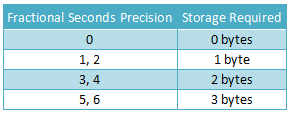 Fractional Seconds Precision Storage Required
0 0 bytes
1, 2 1 byte
3, 4 2 bytes
5, 6 3 bytes